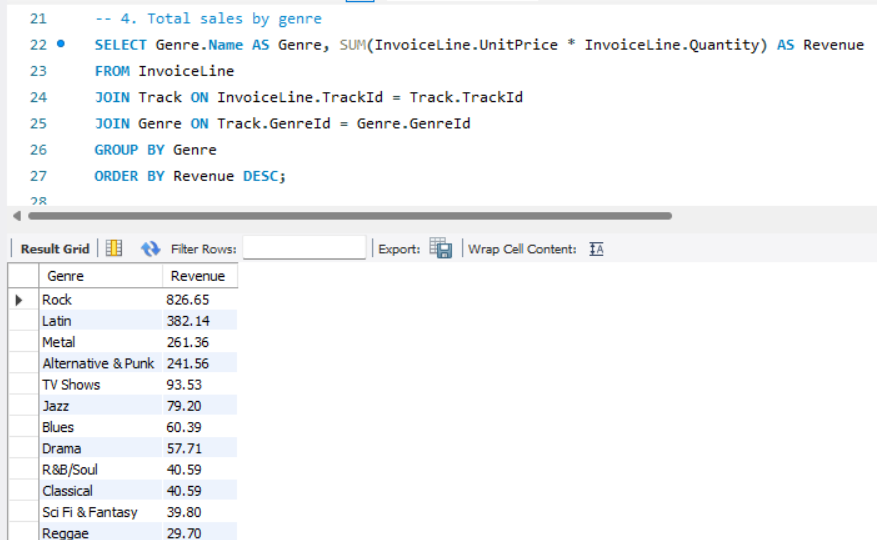 21 -- 4. Total sales by genre
22 SELECT Genre.Name AS Genre, SUM(InvoiceLine.UnitPrice * InvoiceLine.Quantity) AS Revenue
23 FROM InvoiceLine
24 JOIN Track ON InvoiceLine.TrackId = Track.TrackId
25 JOIN Genre ON Track.GenreId = Genre.GenreId
26 GROUP BY Genre
27 ORDER BY Revenue DESC;
28
Result Grid Filter Rows: Export: Wrap Cell Content:
Genre Revenue
Rock 826.65
Latin 382.14
Metal 261.36
Alternative & Punk 241.56
TV Shows 93.53
Jazz 79.20
Blues 60.39
Drama 57.71
R&B/Soul 40.59
Classical 40.59
Sci Fi & Fantasy 39.80
Reggae 29.70